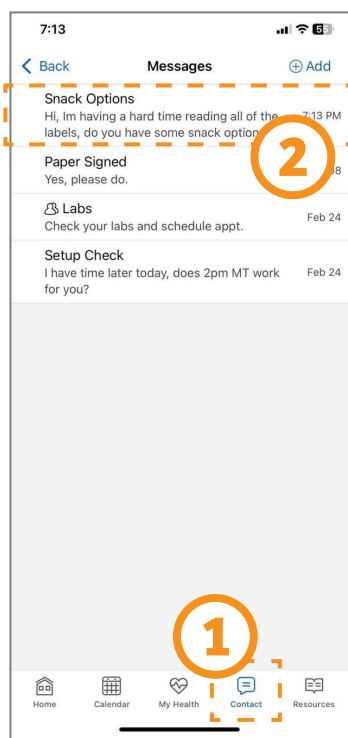 7:13
55
Back Messages Add
Snack Options
Hi, Im having a hard time reading all of the 7:13 PM
labels, do you have some snack option
2
Paper Signed
Yes, please do.
Labs
Check your labs and schedule appt. Feb 24
Setup Check
I have time later today, does 2pm MT work Feb 24
for you?
1
Home Calendar My Health Contact Resources